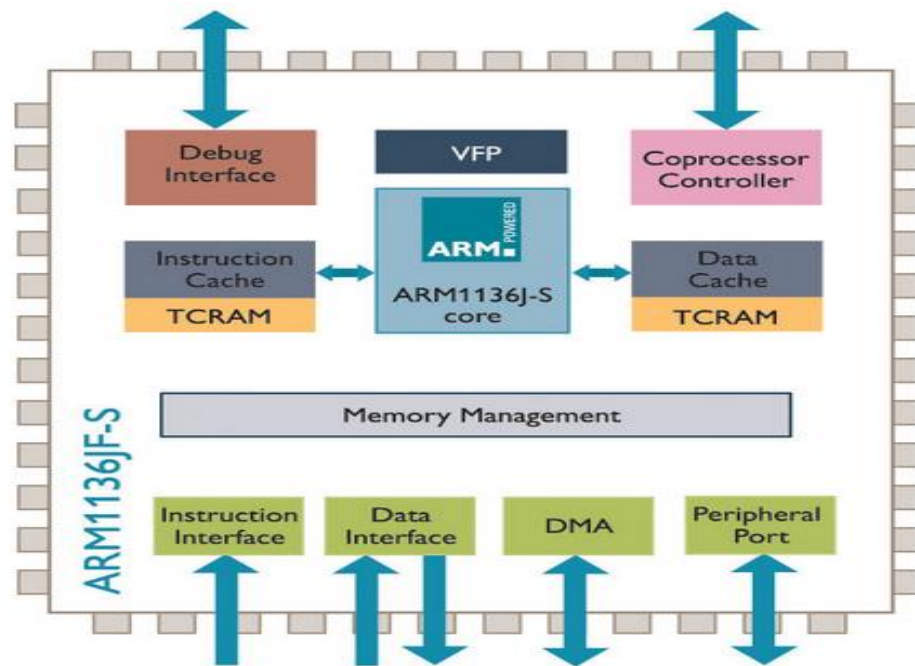 Debug
Interface
VFP
Coprocessor
Controller
Instruction
Cache
TCRAM
ARM
POWERED
ARM1136J-S
core
Data
Cache
TCRAM
Memory Management
ARM1136JF-S
Instruction
Interface
Data
Interface
DMA
Peripheral
Port